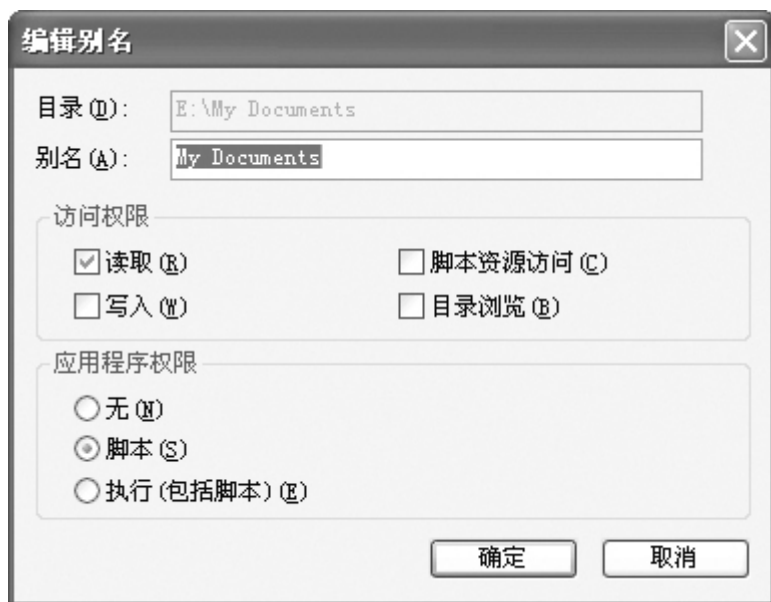 编辑别名
目录(D): E:\My Documents
别名(A): My Documents
访问权限
读取(R) 脚本资源访问(C)
写入(W) 目录浏览(B)
应用程序权限
无(N)
脚本(S)
执行(包括脚本)(E)
确定 取消